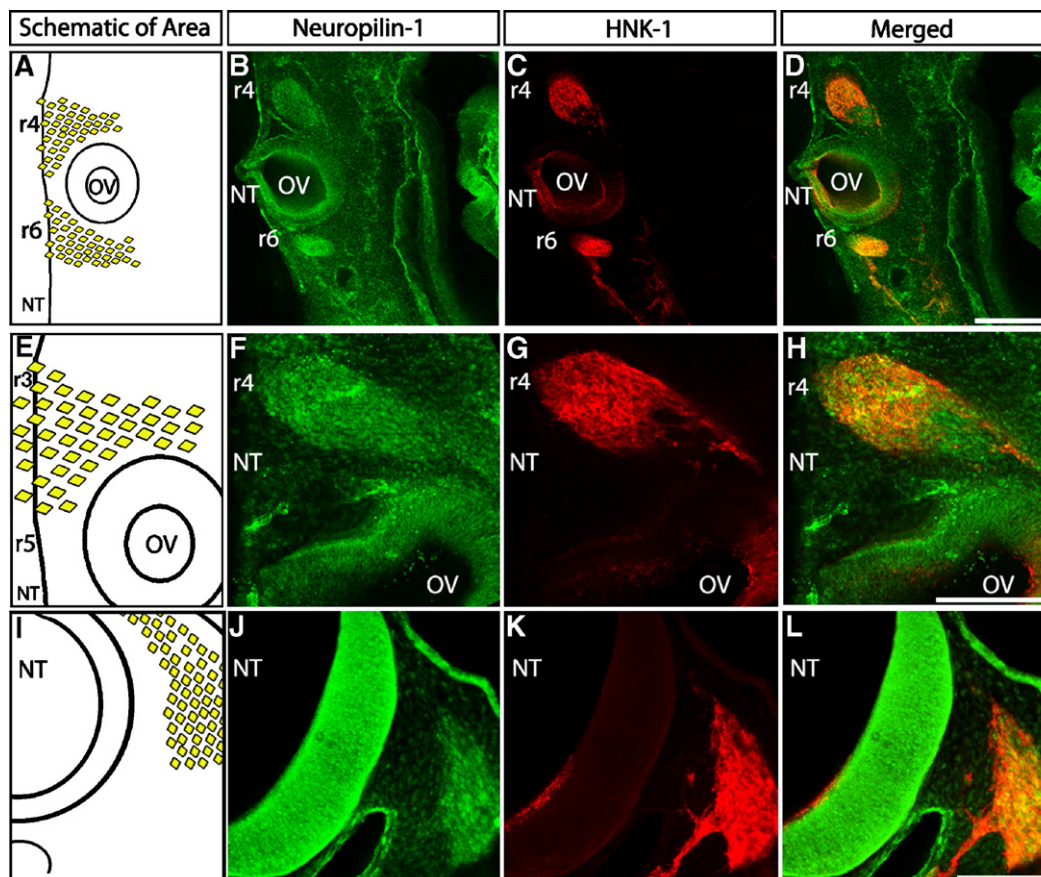 Schematic of Area Neuropilin-1 HNK-1 Merged
A B C D
r4 r4 r4 r4
OV OV OV OV
NT NT NT
r6 r6 r6 r6
NT
E F G H
r3 r4 r4 r4
NT NT NT
r5 OV
NT OV OV OV
I J K L
NT NT NT NT